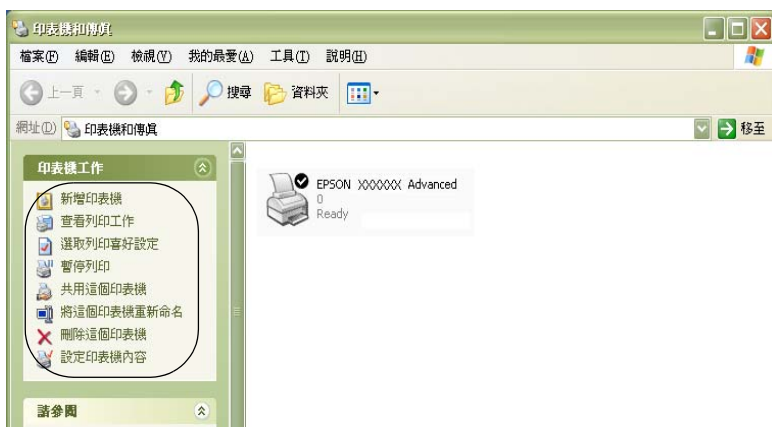 印表機和傳真
檔案(F) 編輯(E) 檢視(V) 我的最愛(A) 工具(T) 說明(H)
上一頁 搜尋 資料夾
網址(D) 印表機和傳真 移至
印表機工作
新增印表機
查看列印工作
選取列印喜好設定
暫停列印
共用這個印表機
將這個印表機重新命名
刪除這個印表機
設定印表機內容
請參閱
EPSON XXXXXX Advanced
0
Ready